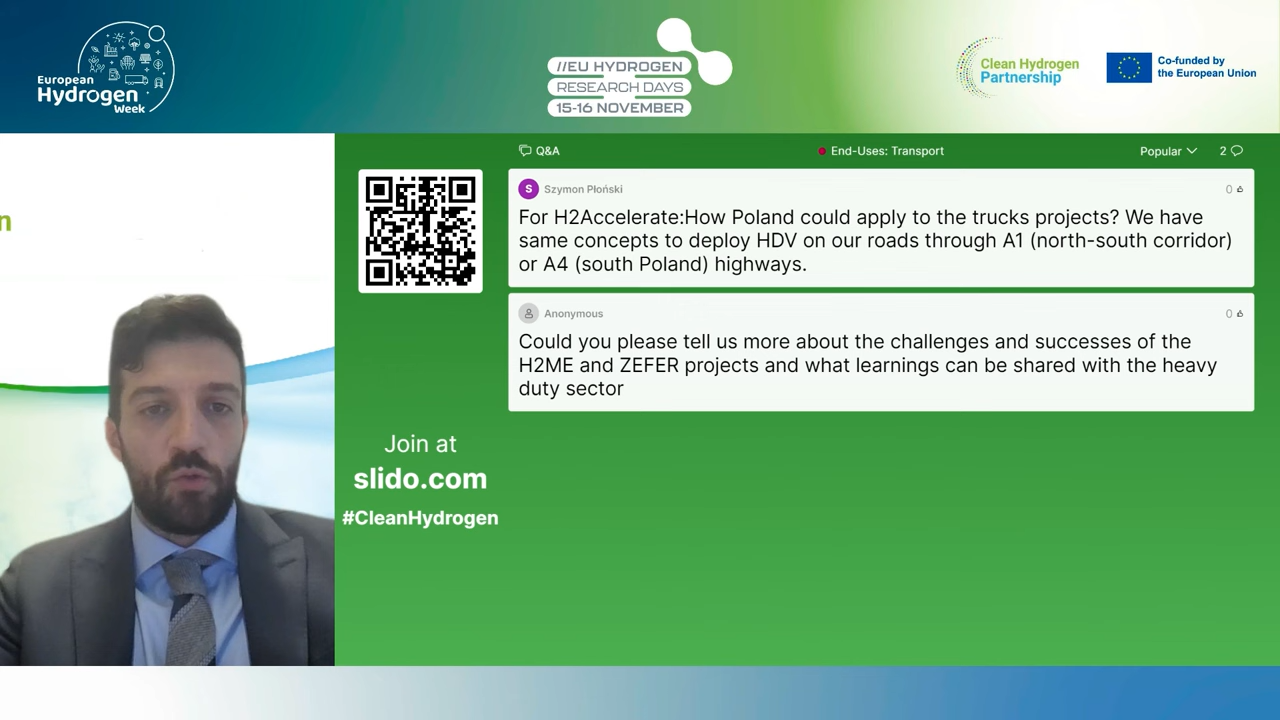 European
Hydrogen
Week
//EU HYDROGEN
RESEARCH DAYS
15-16 NOVEMBER
Clean Hydrogen
Partnership
Co-funded by
the European Union
n
Q&A
End-Uses: Transport
Popular
2
S
Szymon Płoński
0
For H2Accelerate:How Poland could apply to the trucks projects? We have
same concepts to deploy HDV on our roads through A1 (north-south corridor)
or A4 (south Poland) highways.
Anonymous
0
Could you please tell us more about the challenges and successes of the
H2ME and ZEFER projects and what learnings can be shared with the heavy
duty sector
Join at
slido.com
#CleanHydrogen